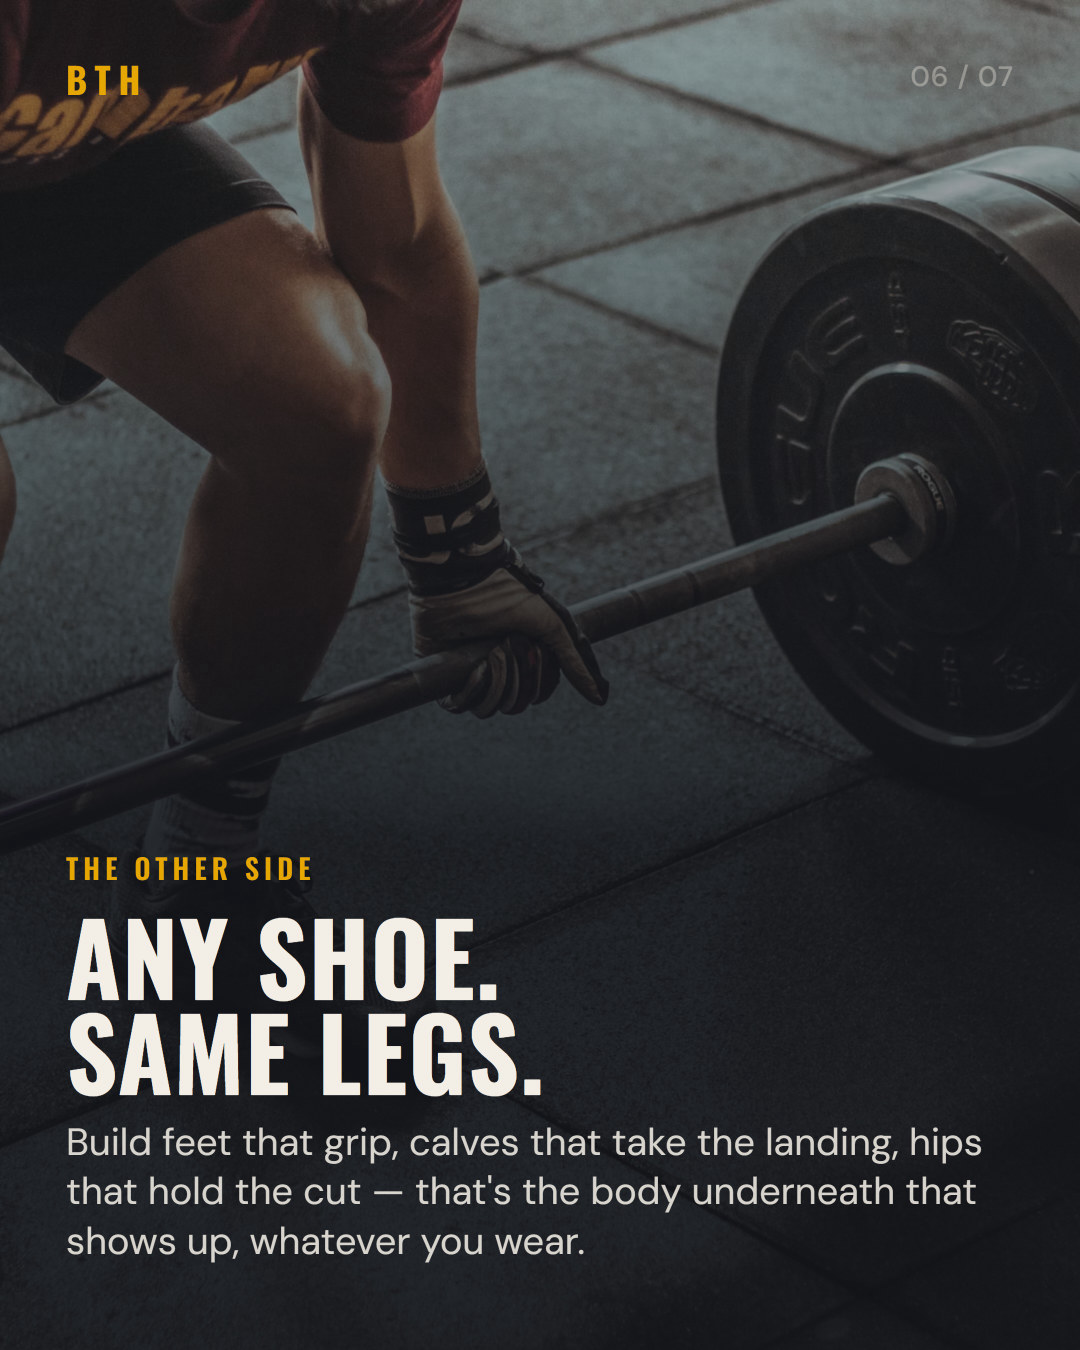 BTH
06 / 07
ROGUE
THE OTHER SIDE
ANY SHOE.
SAME LEGS.
Build feet that grip, calves that take the landing, hips
that hold the cut — that's the body underneath that
shows up, whatever you wear.